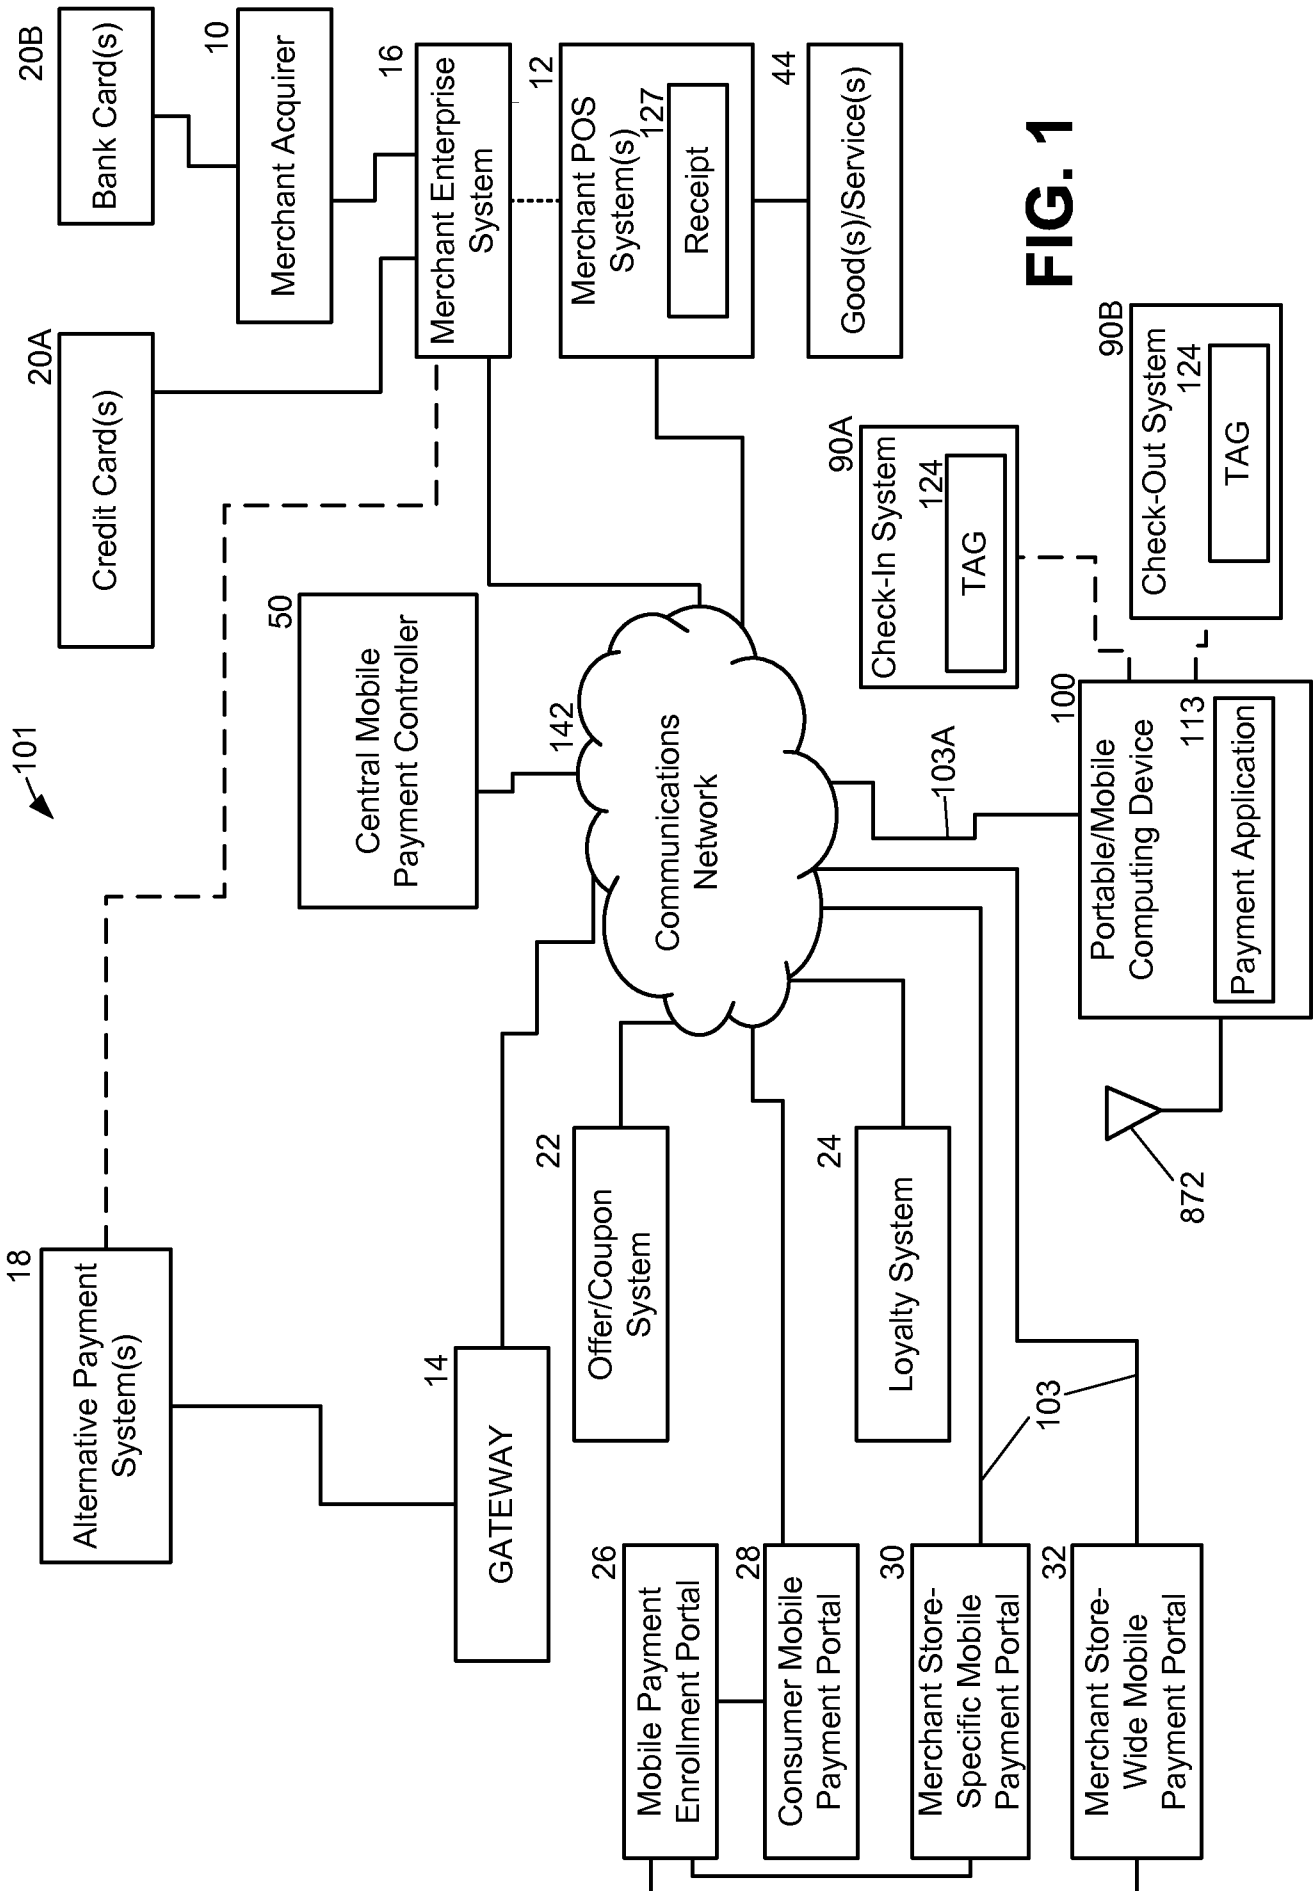 101
18
Alternative Payment
System(s)
20A
Credit Card(s)
20B
Bank Card(s)
10
Merchant Acquirer
50
Central Mobile
Payment Controller
16
Merchant Enterprise
System
14
GATEWAY
12
Merchant POS
System(s)
127
Receipt
22
Offer/Coupon
System
142
Communications
Network
44
Good(s)/Service(s)
26
Mobile Payment
Enrollment Portal
28
Consumer Mobile
Payment Portal
24
Loyalty System
90A
Check-In System
124
TAG
30
Merchant Store-
Specific Mobile
Payment Portal
103
103A
32
Merchant Store-
Wide Mobile
Payment Portal
872
100
Portable/Mobile
Computing Device
113
Payment Application
90B
Check-Out System
124
TAG
FIG. 1